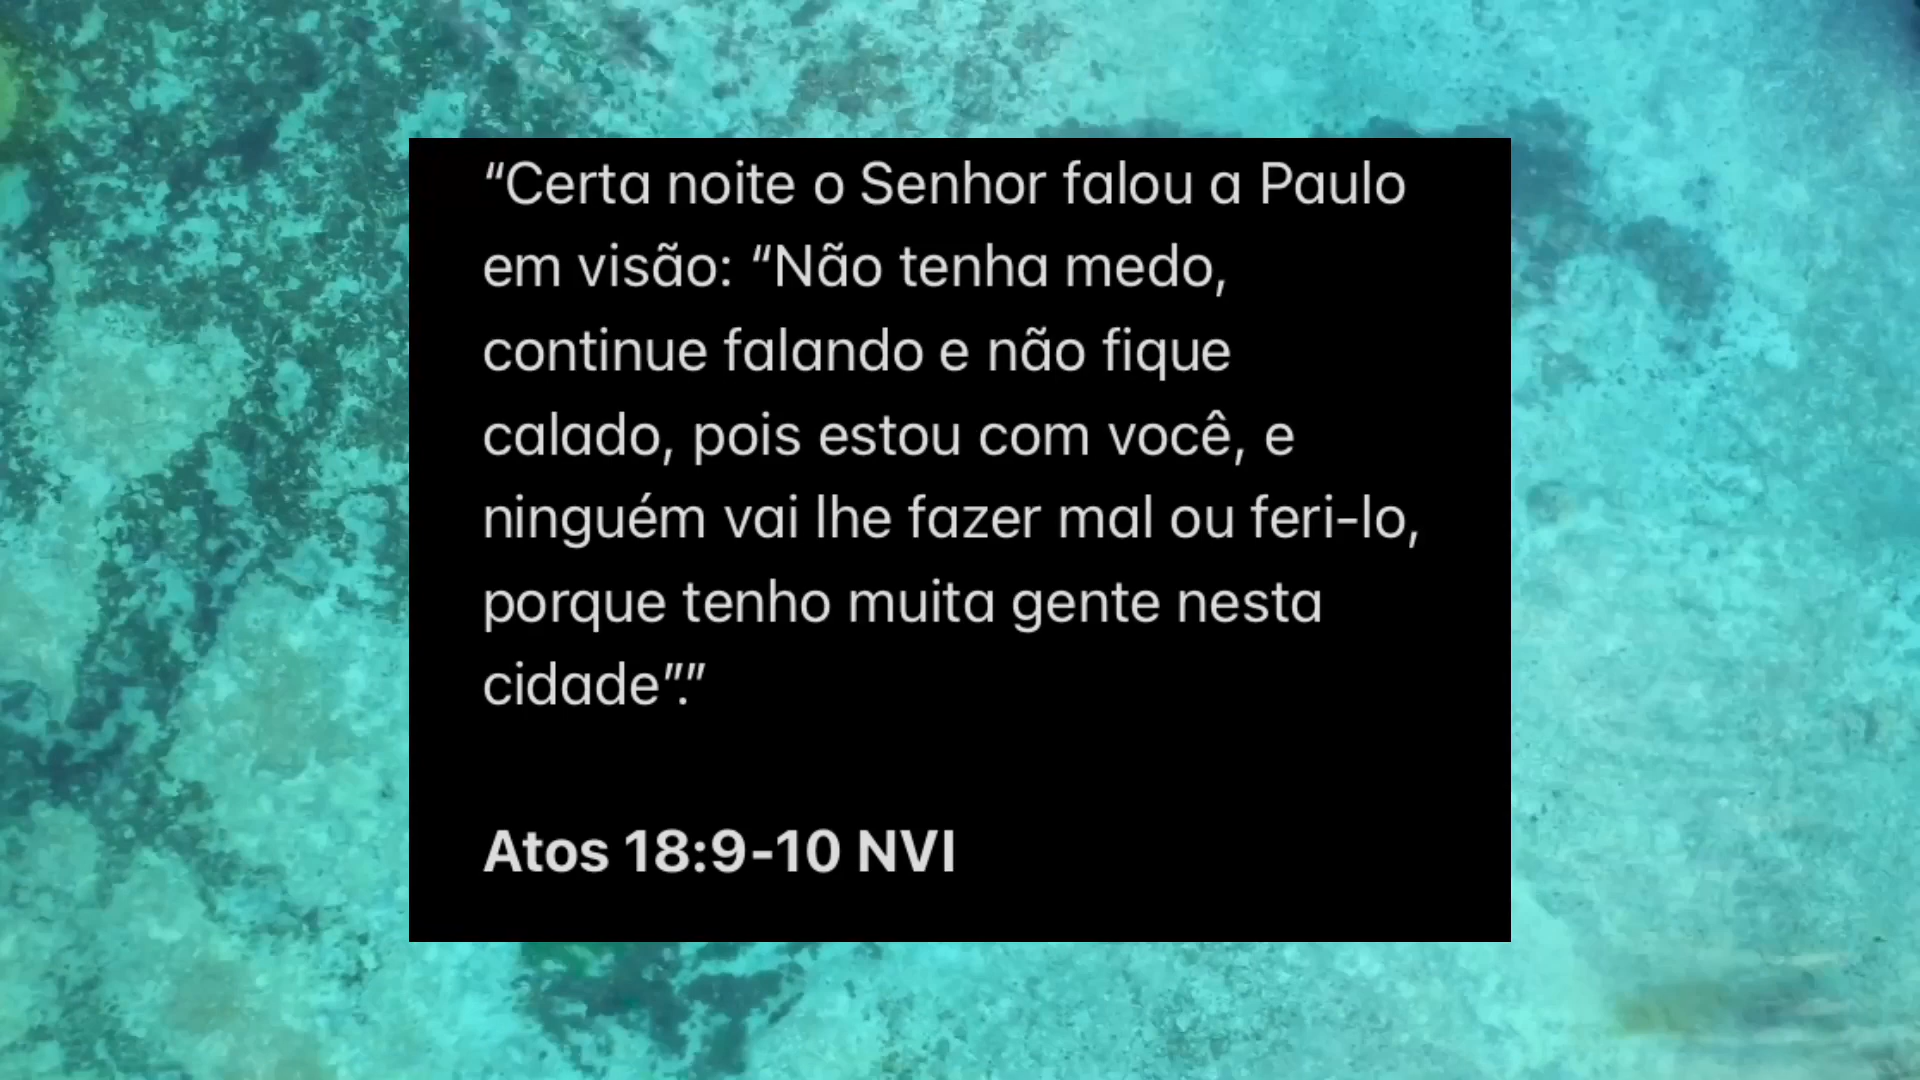 “Certa noite o Senhor falou a Paulo
em visão: “Não tenha medo,
continue falando e não fique
calado, pois estou com você, e
ninguém vai lhe fazer mal ou feri-lo,
porque tenho muita gente nesta
cidade”.”
Atos 18:9-10 NVI